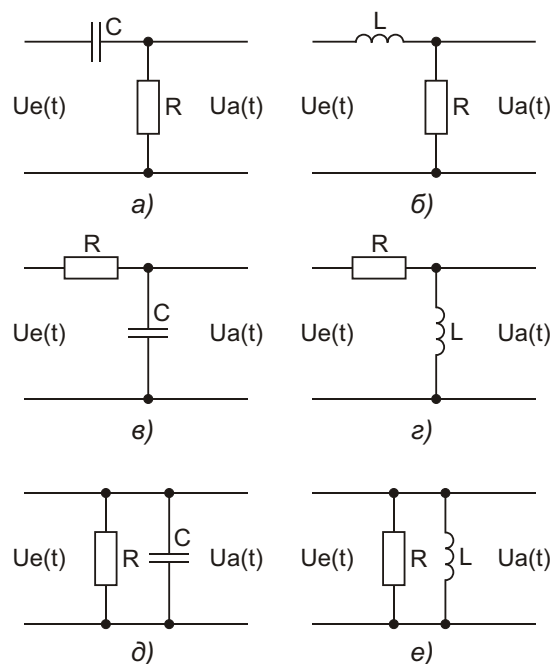 C
L
Ue(t) R Ua(t) Ue(t) R Ua(t)
а) б)
R R
C
Ue(t) Ua(t) Ue(t) L Ua(t)
в) г)
C
Ue(t) R Ua(t) Ue(t) R L Ua(t)
д) е)